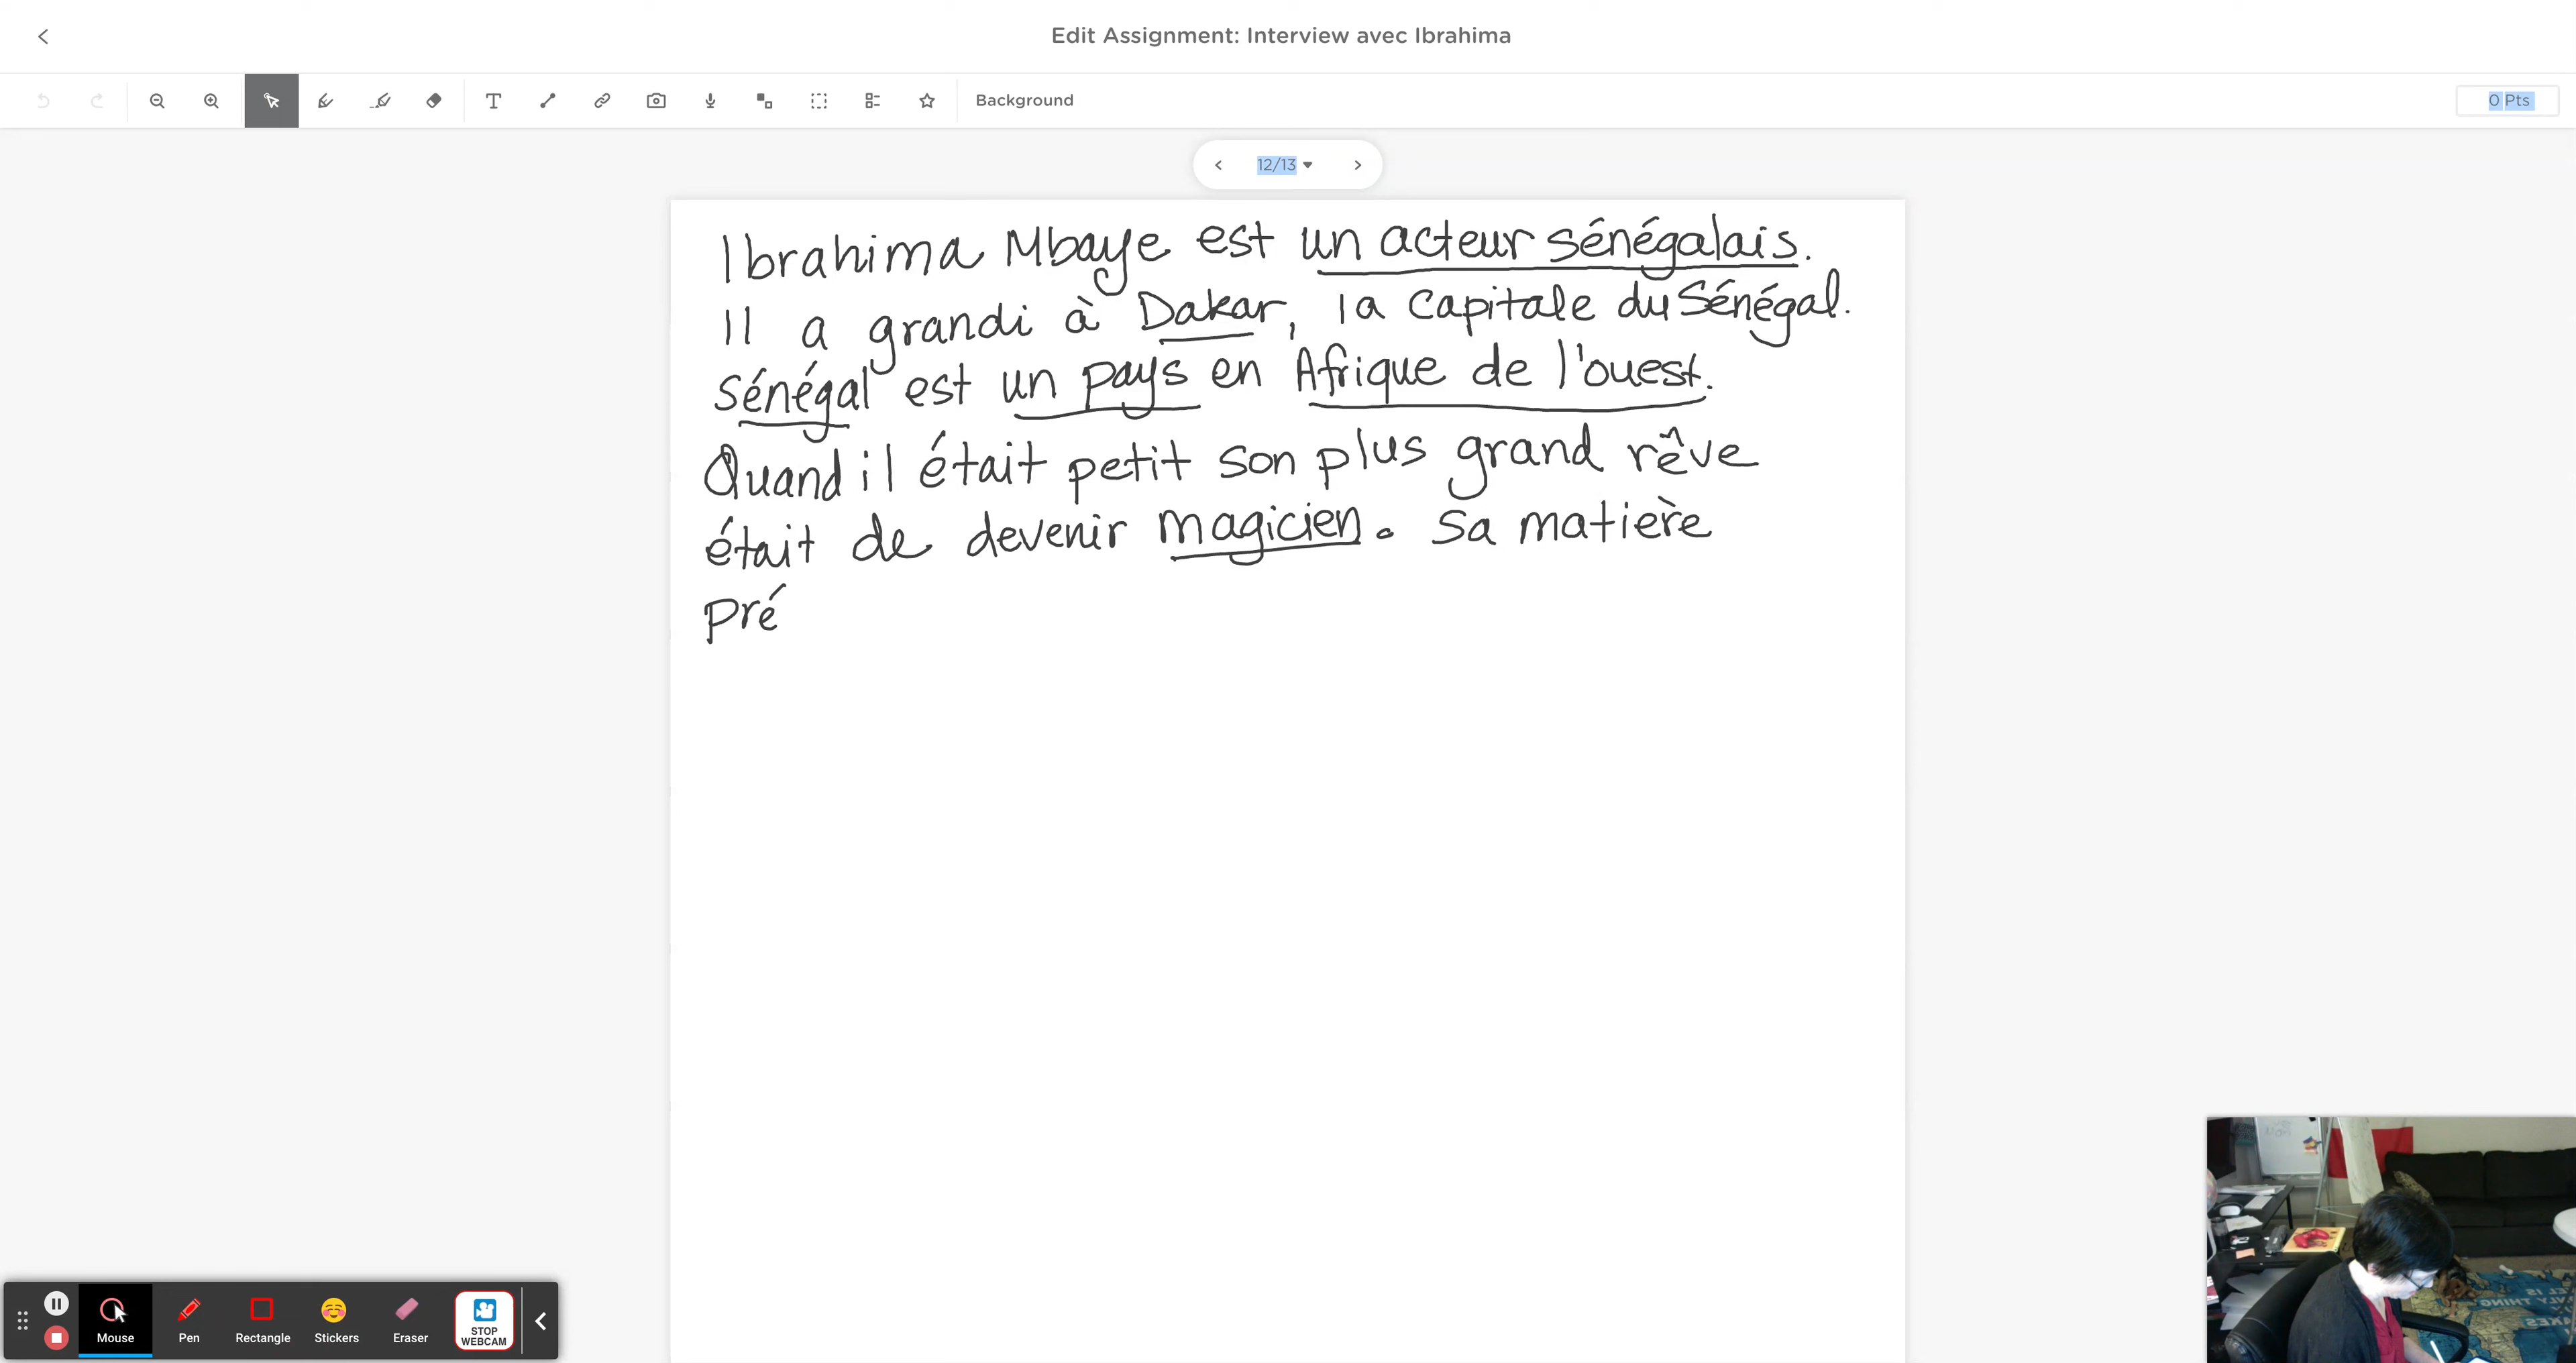 Edit Assignment: Interview avec Ibrahima
Background
0 Pts
12/13
Ibrahima Mbaye est un acteur sénégalais.
Il a grandi à Dakar, la capitale du Sénégal.
Sénégal est un pays en Afrique de l'ouest.
Quand il était petit son plus grand rêve
était de devenir magicien. Sa matière
pré
Mouse
Pen
Rectangle
Stickers
Eraser
STOP
WEBCAM